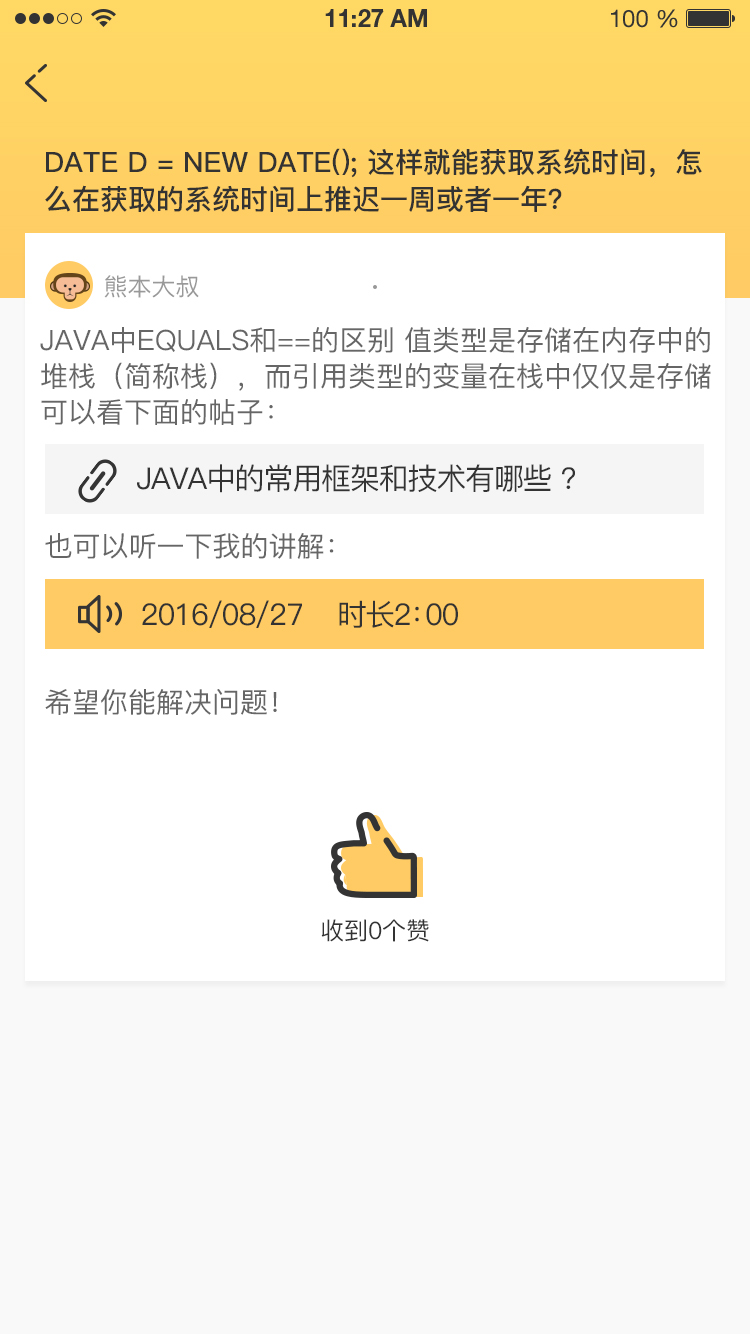 11:27 AM
100 %
DATE D = NEW DATE(); 这样就能获取系统时间，怎
么在获取的系统时间上推迟一周或者一年?
熊本大叔
JAVA中EQUALS和==的区别 值类型是存储在内存中的
堆栈（简称栈），而引用类型的变量在栈中仅仅是存储
可以看下面的帖子：
JAVA中的常用框架和技术有哪些？
也可以听一下我的讲解：
2016/08/27 时长2：00
希望你能解决问题！
收到0个赞